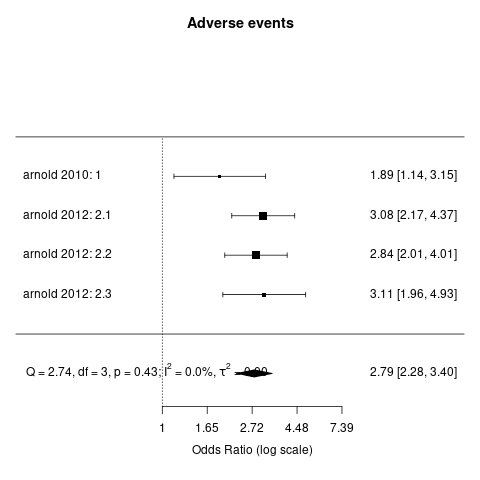 Adverse events
arnold 2010: 1 1.89 [1.14, 3.15]
arnold 2012: 2.1 3.08 [2.17, 4.37]
arnold 2012: 2.2 2.84 [2.01, 4.01]
arnold 2012: 2.3 3.11 [1.96, 4.93]
Q = 2.74, df = 3, p = 0.43; I² = 0.0%, τ² = 0.00 2.79 [2.28, 3.40]
1 1.65 2.72 4.48 7.39
Odds Ratio (log scale)